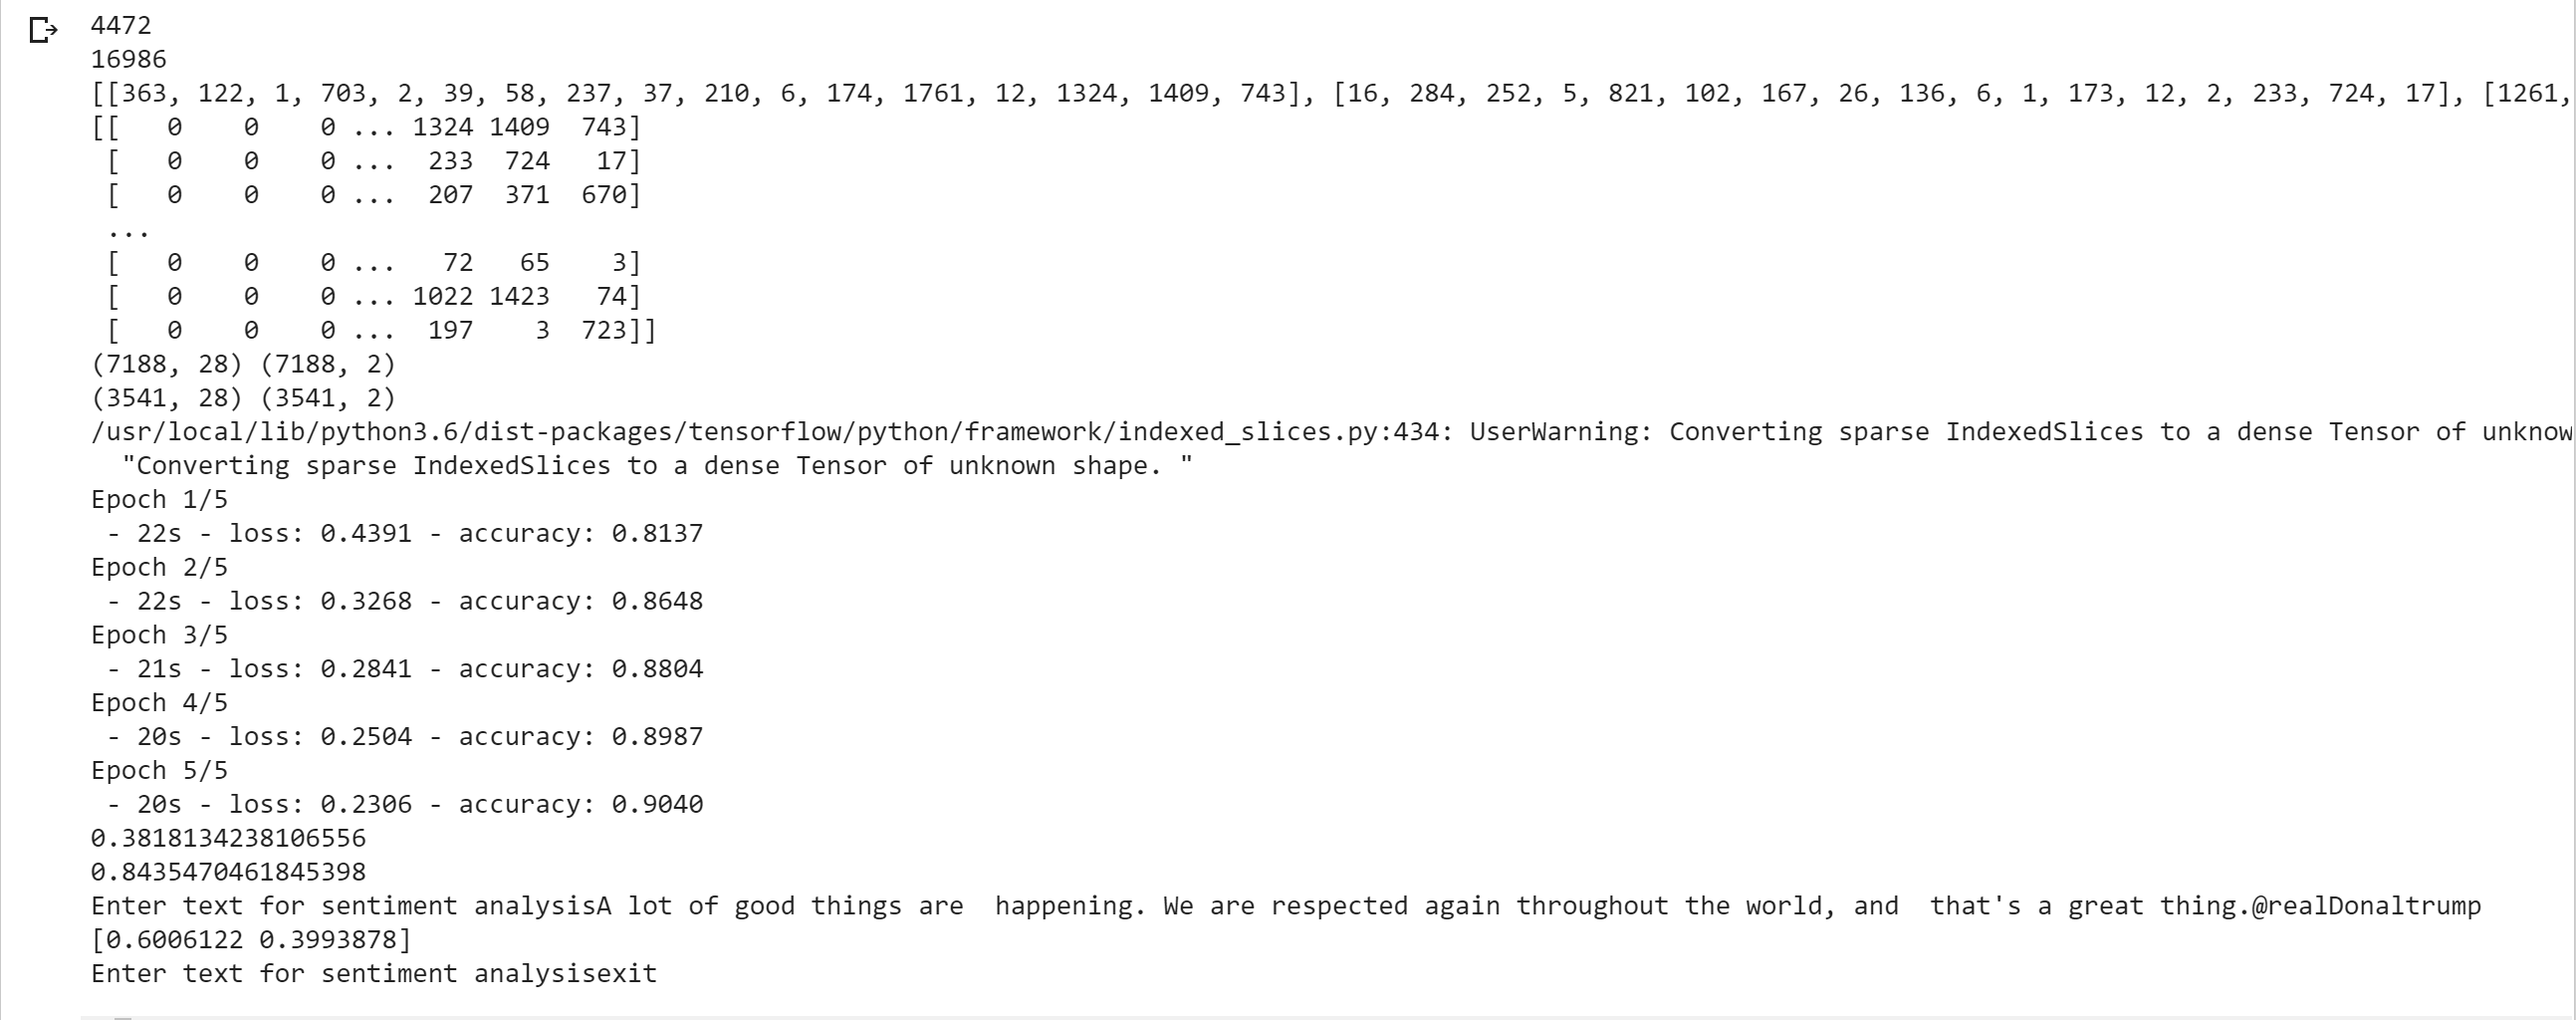 4472
16986
[[363, 122, 1, 703, 2, 39, 58, 237, 37, 210, 6, 174, 1761, 12, 1324, 1409, 743], [16, 284, 252, 5, 821, 102, 167, 26, 136, 6, 1, 173, 12, 2, 233, 724, 17], [1261,
[[   0    0    0 ... 1324 1409  743]
 [   0    0    0 ...  233  724   17]
 [   0    0    0 ...  207  371  670]
 ...
 [   0    0    0 ...   72   65    3]
 [   0    0    0 ... 1022 1423   74]
 [   0    0    0 ...  197    3  723]]
(7188, 28) (7188, 2)
(3541, 28) (3541, 2)
/usr/local/lib/python3.6/dist-packages/tensorflow/python/framework/indexed_slices.py:434: UserWarning: Converting sparse IndexedSlices to a dense Tensor of unknow
  "Converting sparse IndexedSlices to a dense Tensor of unknown shape. "
Epoch 1/5
 - 22s - loss: 0.4391 - accuracy: 0.8137
Epoch 2/5
 - 22s - loss: 0.3268 - accuracy: 0.8648
Epoch 3/5
 - 21s - loss: 0.2841 - accuracy: 0.8804
Epoch 4/5
 - 20s - loss: 0.2504 - accuracy: 0.8987
Epoch 5/5
 - 20s - loss: 0.2306 - accuracy: 0.9040
0.3818134238106556
0.8435470461845398
Enter text for sentiment analysisA lot of good things are  happening. We are respected again throughout the world, and  that's a great thing.@realDonaltrump
[0.6006122 0.3993878]
Enter text for sentiment analysisexit